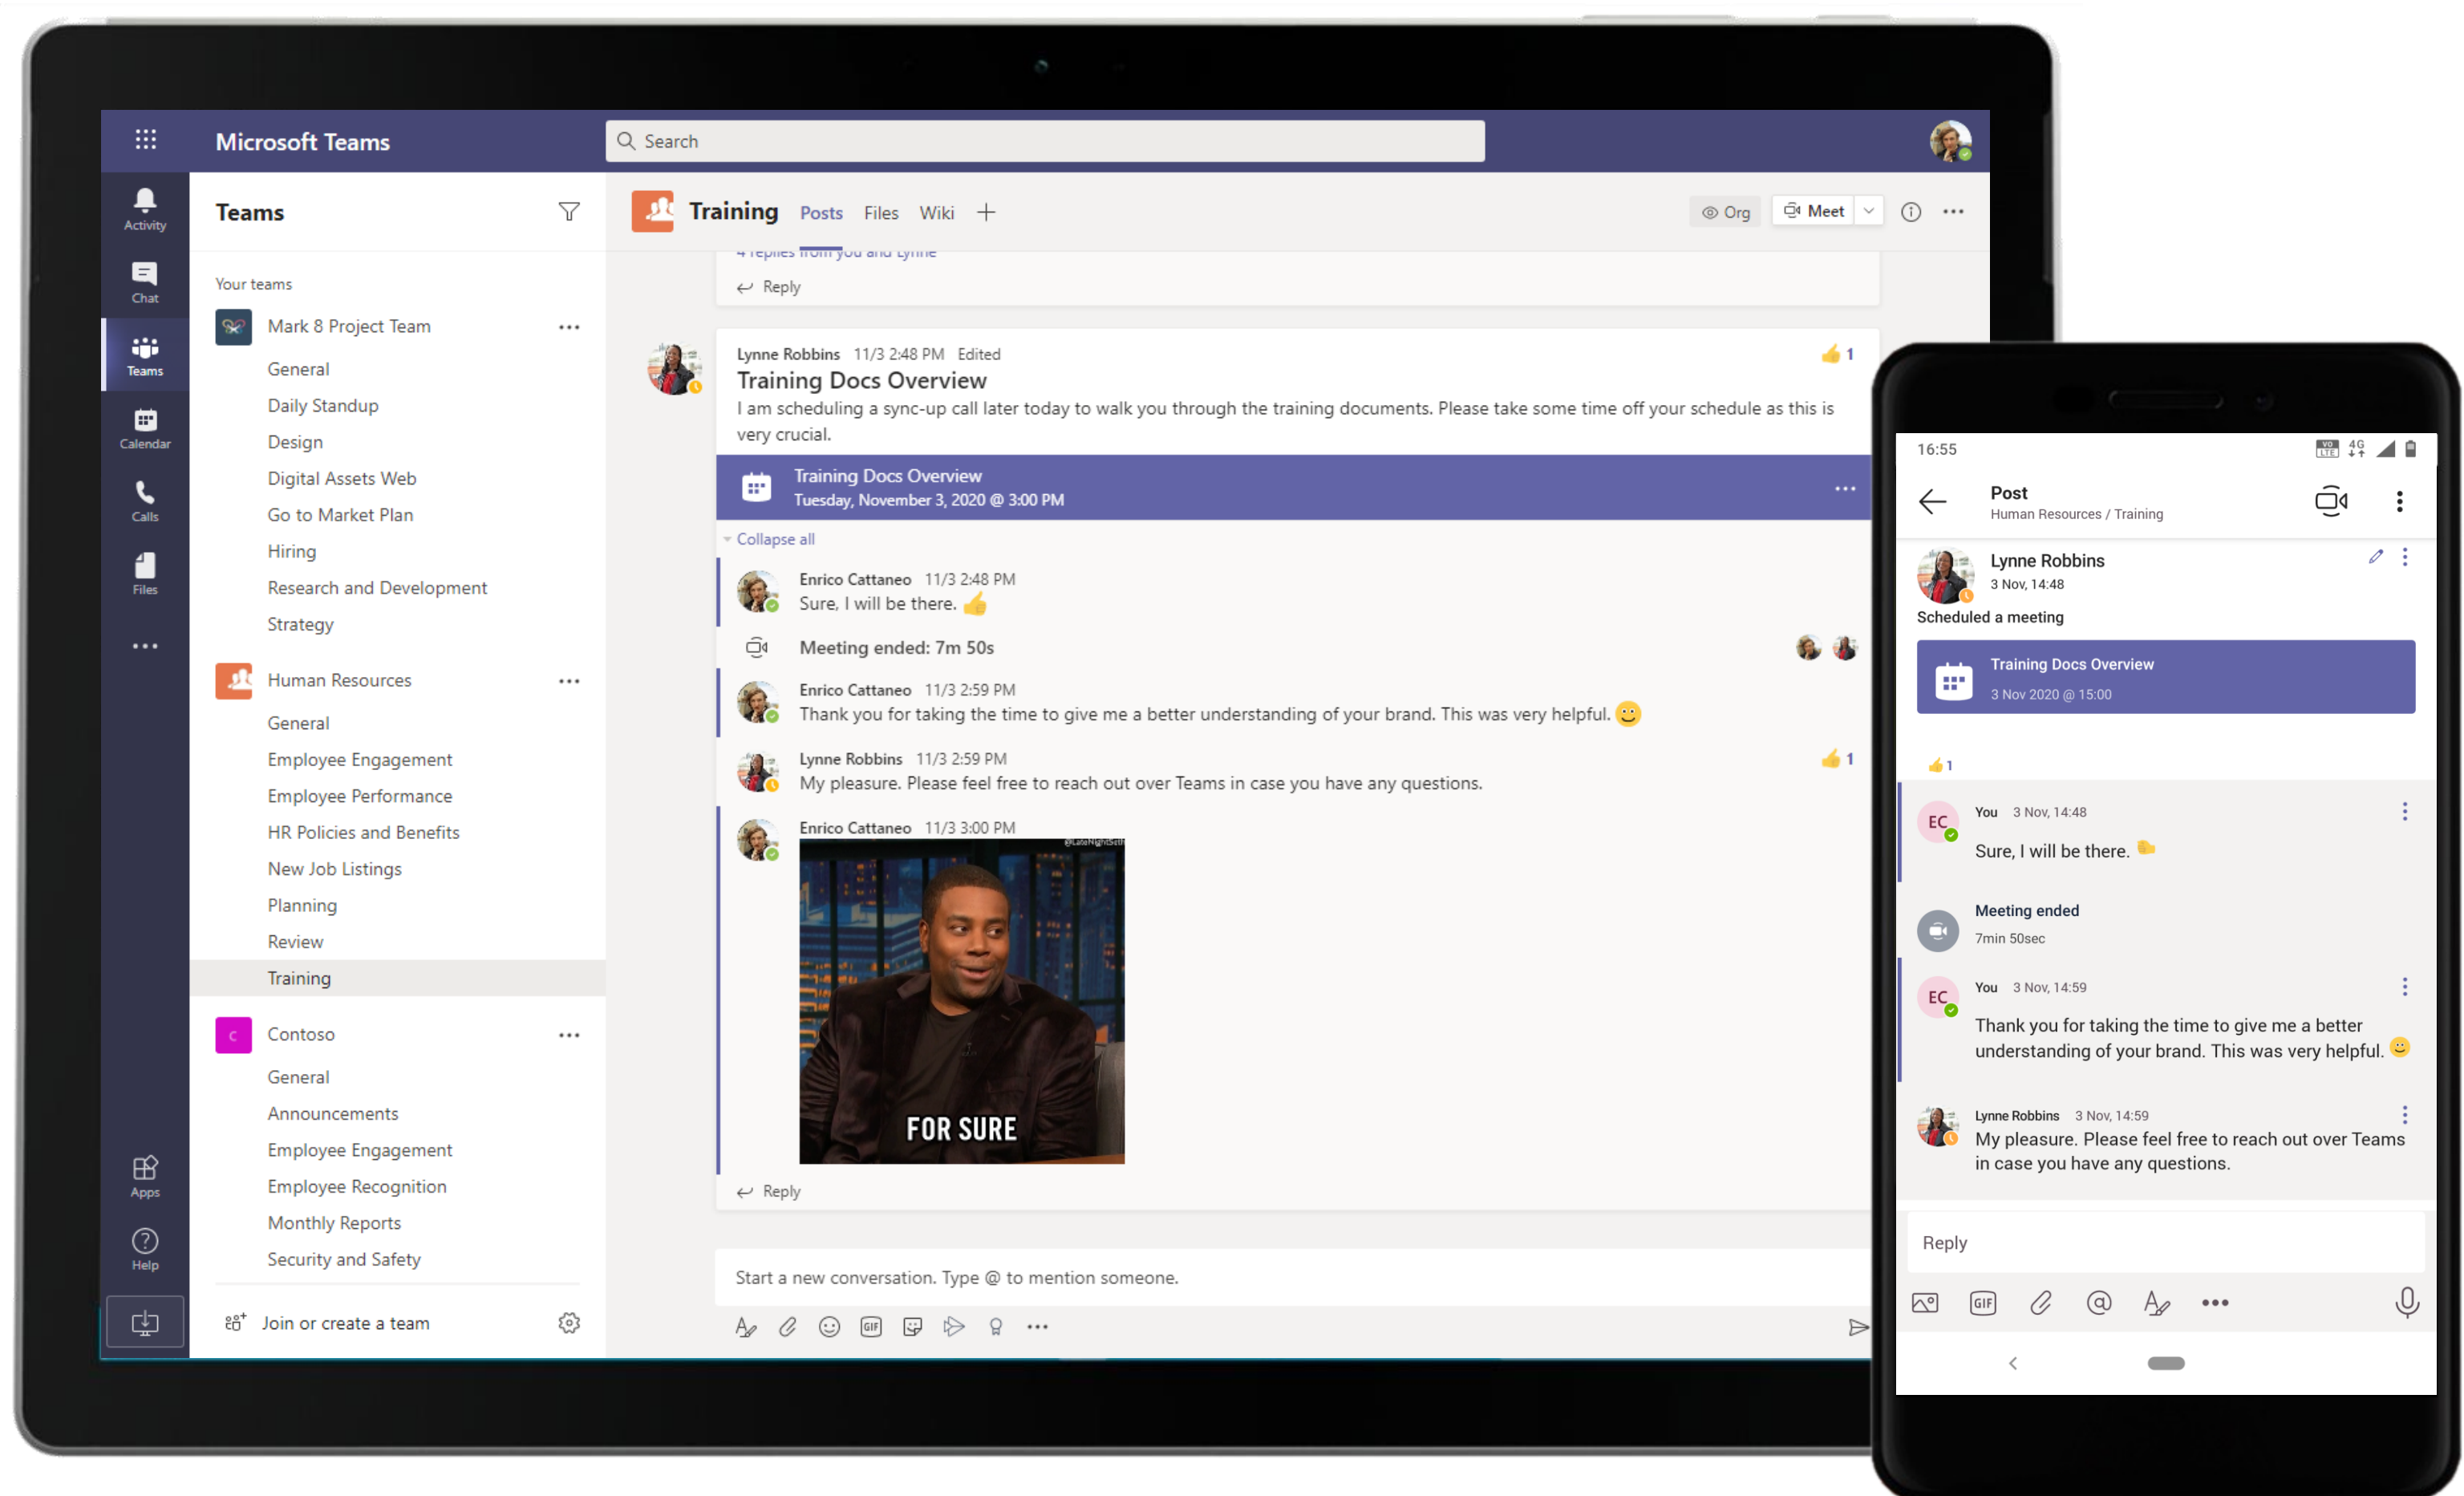 Microsoft Teams
Search
Activity
Chat
Teams
Calendar
Calls
Files
Apps
Help
Teams
Your teams
Mark 8 Project Team
General
Daily Standup
Design
Digital Assets Web
Go to Market Plan
Hiring
Research and Development
Strategy
Human Resources
General
Employee Engagement
Employee Performance
HR Policies and Benefits
New Job Listings
Planning
Review
Training
C Contoso
General
Announcements
Employee Engagement
Employee Recognition
Monthly Reports
Security and Safety
Join or create a team
Training Posts Files Wiki
Org Meet
4 replies from you and Lynne
Reply
Lynne Robbins 11/3 2:48 PM Edited 1
Training Docs Overview
I am scheduling a sync-up call later today to walk you through the training documents. Please take some time off your schedule as this is
very crucial.
Training Docs Overview
Tuesday, November 3, 2020 @ 3:00 PM
Collapse all
Enrico Cattaneo 11/3 2:48 PM
Sure, I will be there. 👍
Meeting ended: 7m 50s
Enrico Cattaneo 11/3 2:59 PM
Thank you for taking the time to give me a better understanding of your brand. This was very helpful. 🙂
Lynne Robbins 11/3 2:59 PM 1
My pleasure. Please feel free to reach out over Teams in case you have any questions.
Enrico Cattaneo 11/3 3:00 PM
@LateNightSeth
FOR SURE
Reply
Start a new conversation. Type @ to mention someone.
GIF
16:55
VO LTE 4G
Post
Human Resources / Training
Lynne Robbins
3 Nov, 14:48
Scheduled a meeting
Training Docs Overview
3 Nov 2020 @ 15:00
1
EC
You 3 Nov, 14:48
Sure, I will be there. 👍
Meeting ended
7min 50sec
EC
You 3 Nov, 14:59
Thank you for taking the time to give me a better
understanding of your brand. This was very helpful. 🙂
Lynne Robbins 3 Nov, 14:59
My pleasure. Please feel free to reach out over Teams
in case you have any questions.
Reply
GIF @